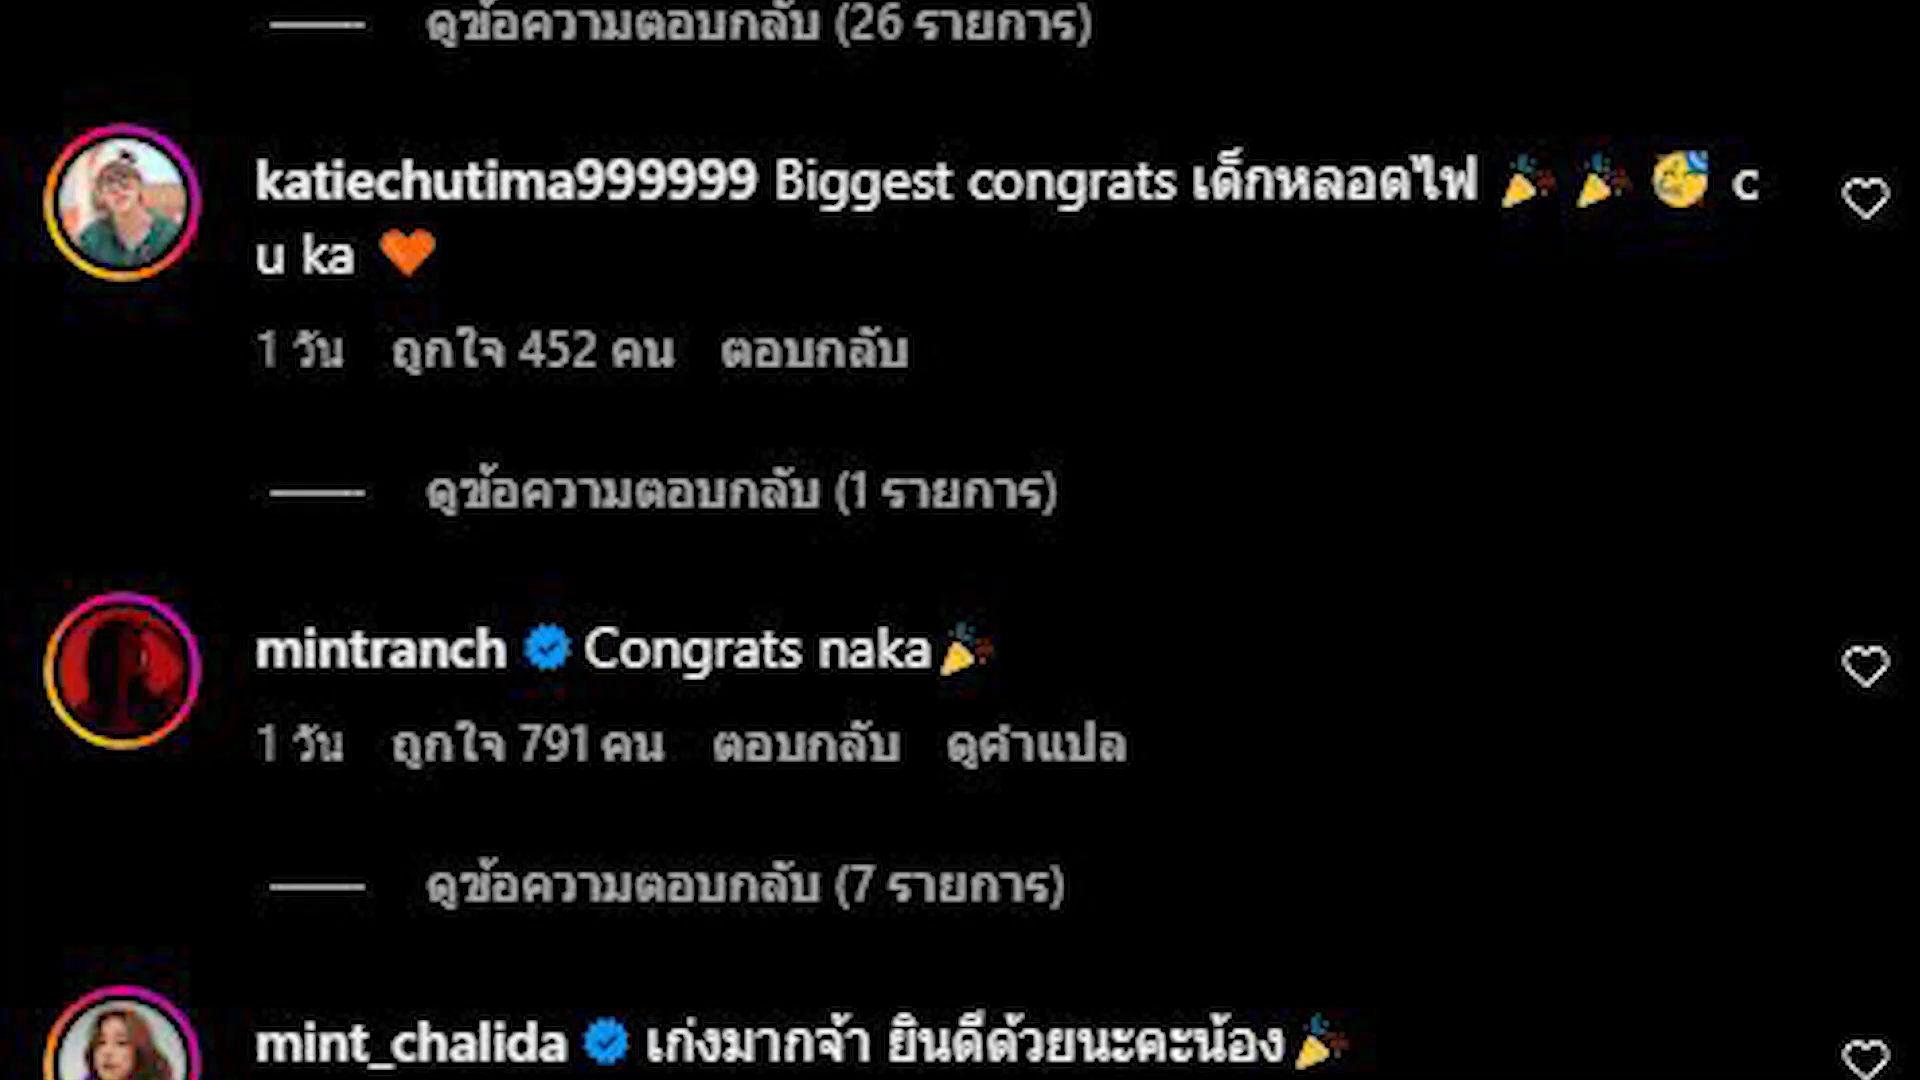 ดูข้อความตอบกลับ (26 รายการ)
katiechutima999999 Biggest congrats เด็กหลอดไฟ 🎉 🎉 🥳 c
u ka 🧡
1 วัน ถูกใจ 452 คน ตอบกลับ
ดูข้อความตอบกลับ (1 รายการ)
mintranch Congrats naka🎉
1 วัน ถูกใจ 791 คน ตอบกลับ ดูคำแปล
ดูข้อความตอบกลับ (7 รายการ)
mint_chalida เก่งมากจ้า ยินดีด้วยนะคะน้อง🎉